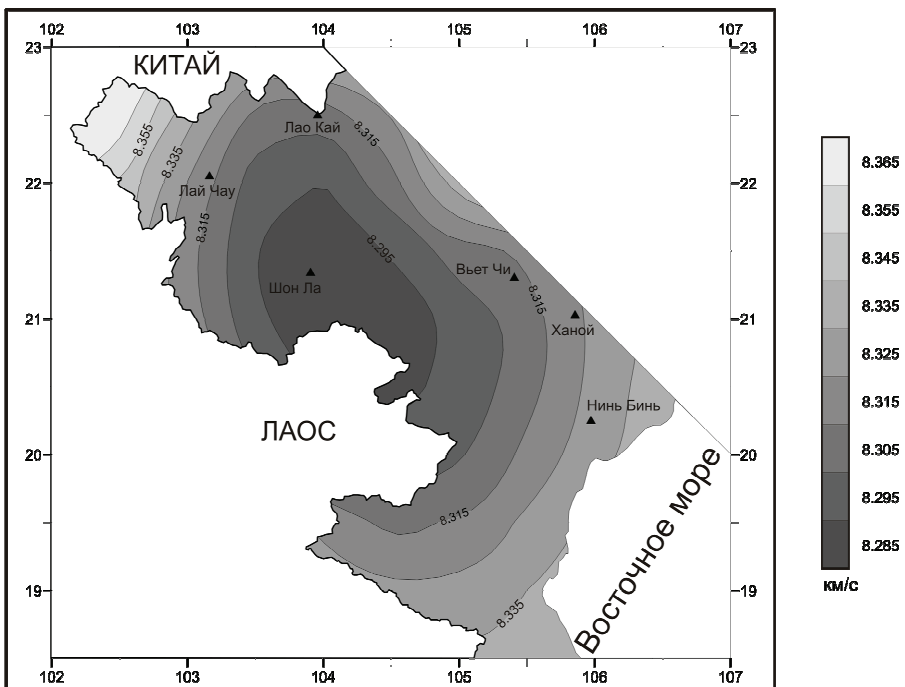 102 103 104 105 106 107
23 23
КИТАЙ
8.365
8.355
8.315
Лао Кай
8.335
8.355
22 22
Лай Чау
8.345
8.315
8.295
8.335
Вьет Чи
Шон Ла
8.315
8.325
21 21
Ханой
8.315
Нинь Бинь
ЛАОС
8.305
20 20
8.295
8.315
8.285
Восточное море
км/с
19 19
8.335
102 103 104 105 106 107